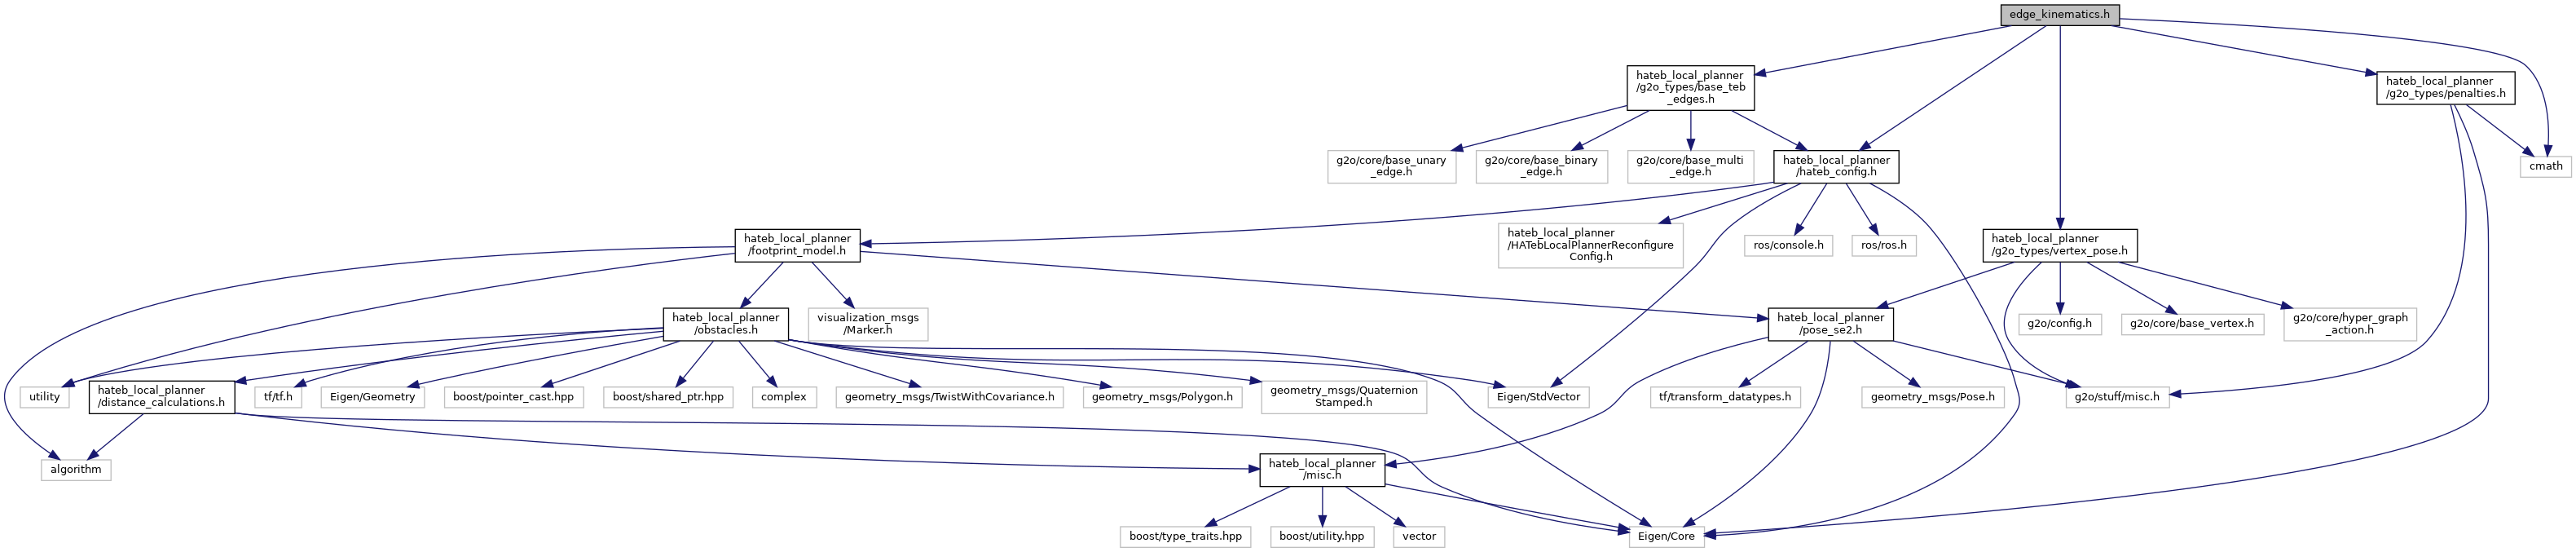 edge_kinematics.h
hateb_local_planner
/g2o_types/base_teb
_edges.h
hateb_local_planner
/g2o_types/penalties.h
g2o/core/base_unary
_edge.h
g2o/core/base_binary
_edge.h
g2o/core/base_multi
_edge.h
hateb_local_planner
/hateb_config.h
cmath
hateb_local_planner
/footprint_model.h
hateb_local_planner
/HATebLocalPlannerReconfigure
Config.h
ros/console.h
ros/ros.h
hateb_local_planner
/g2o_types/vertex_pose.h
hateb_local_planner
/obstacles.h
visualization_msgs
/Marker.h
hateb_local_planner
/pose_se2.h
g2o/config.h
g2o/core/base_vertex.h
g2o/core/hyper_graph
_action.h
utility
hateb_local_planner
/distance_calculations.h
tf/tf.h
Eigen/Geometry
boost/pointer_cast.hpp
boost/shared_ptr.hpp
complex
geometry_msgs/TwistWithCovariance.h
geometry_msgs/Polygon.h
geometry_msgs/Quaternion
Stamped.h
Eigen/StdVector
tf/transform_datatypes.h
geometry_msgs/Pose.h
g2o/stuff/misc.h
algorithm
hateb_local_planner
/misc.h
boost/type_traits.hpp
boost/utility.hpp
vector
Eigen/Core